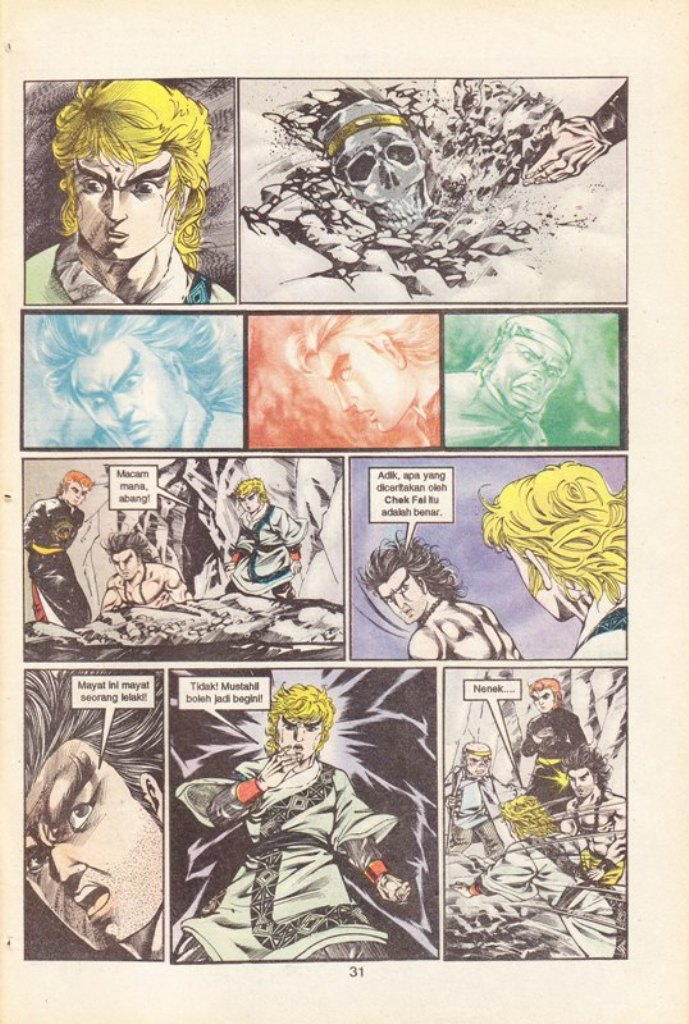 Macam
mana,
abang!
Adik, apa yang
diceritakan oleh
Chek Fai itu
adalah benar.
Mayat ini mayat
seorang lelaki!
Tidak! Mustahil
boleh jadi begini!
Nenek....
31